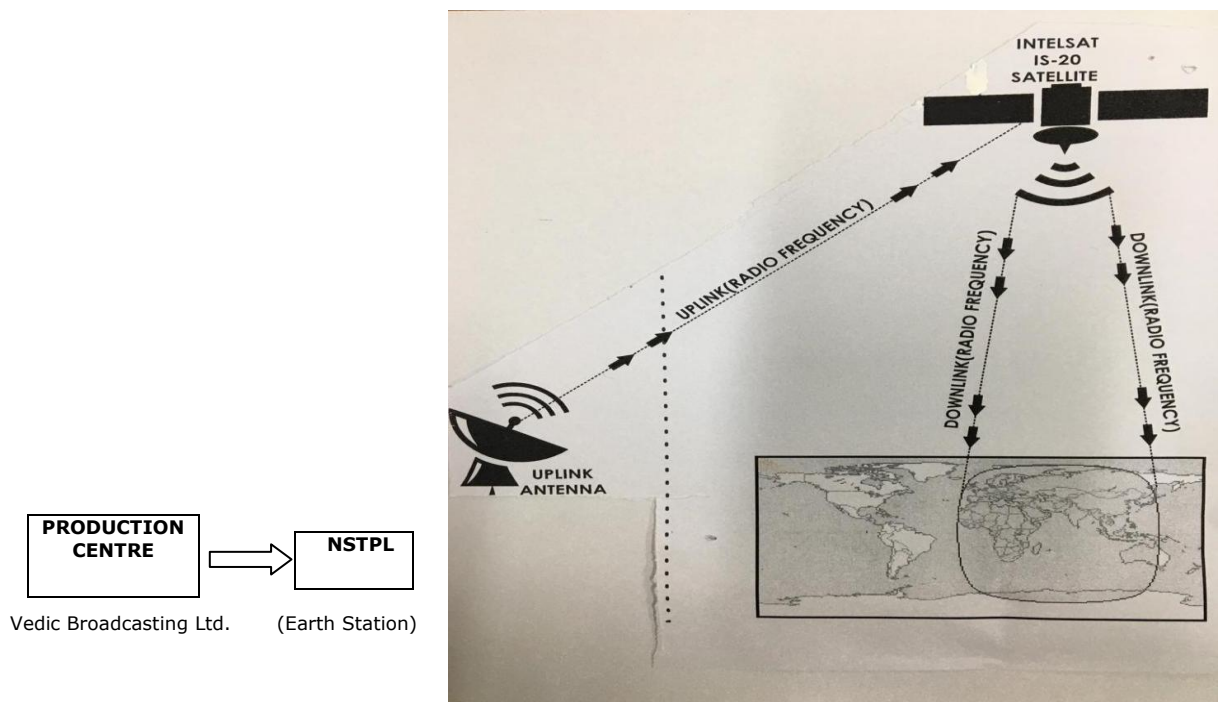 INTELSAT
IS-20
SATELLITE
UPLINK(RADIO FREQUENCY)
DOWNLINK(RADIO FREQUENCY)
DOWNLINK(RADIO FREQUENCY)
UPLINK
ANTENNA
PRODUCTION
CENTRE
NSTPL
Vedic Broadcasting Ltd.
(Earth Station)